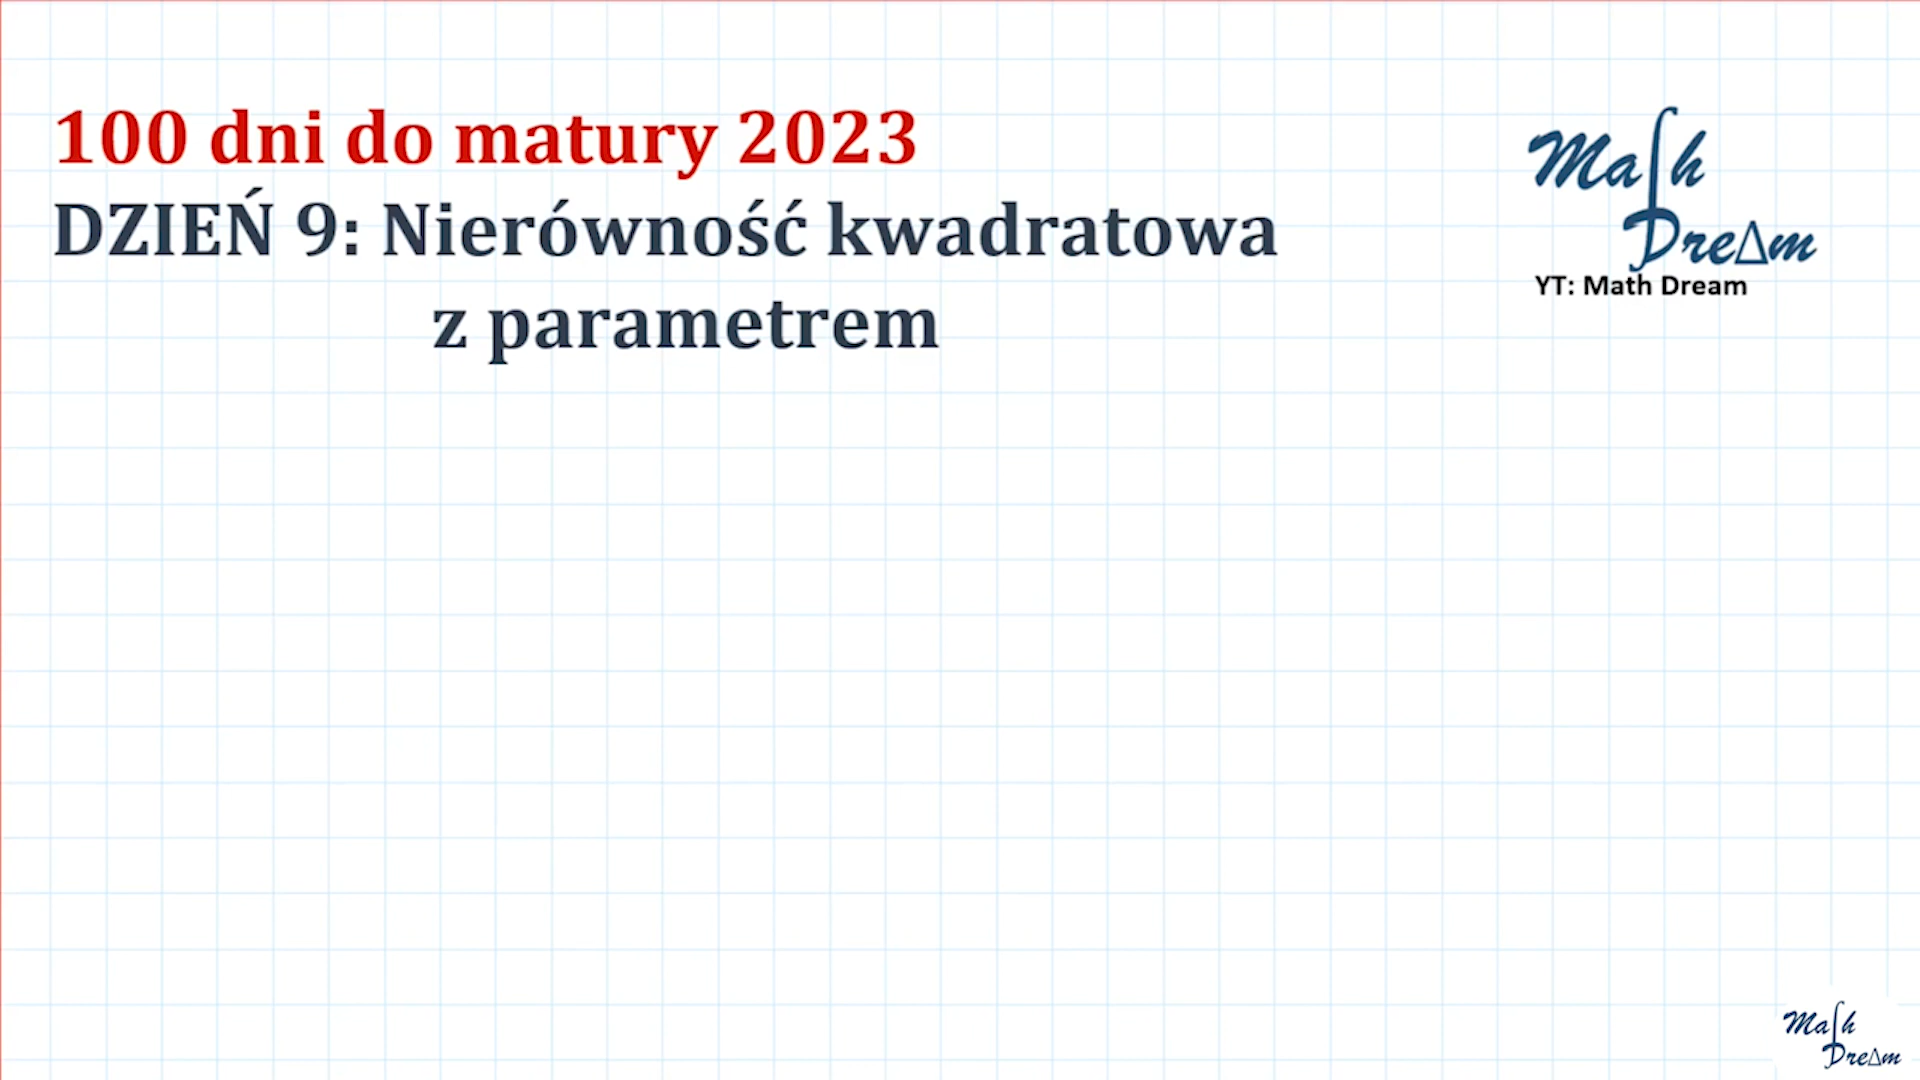 100 dni do matury 2023
DZIEŃ 9: Nierówność kwadratowa
z parametrem
Math
Dream
YT: Math Dream
Math
Dream